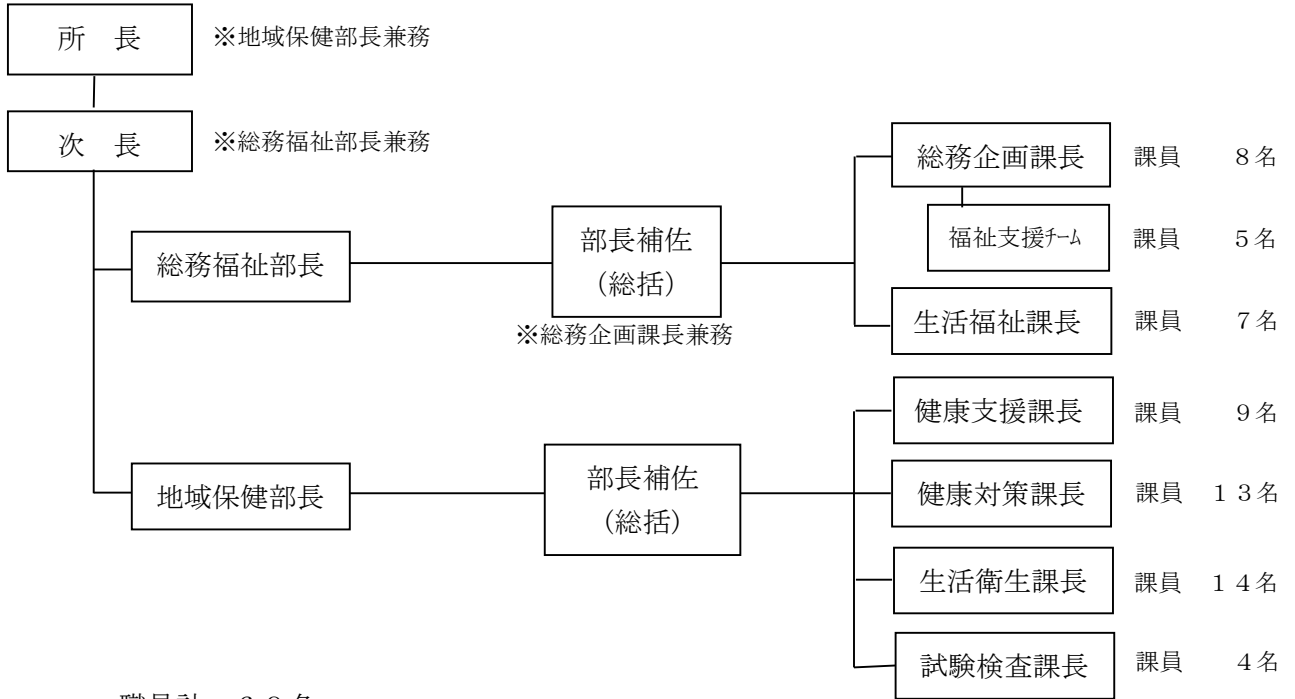 所　長　※地域保健部長兼務
次　長　※総務福祉部長兼務
総務企画課長　課員　８名
福祉支援ﾁｰﾑ　課員　５名
総務福祉部長
部長補佐
（総括）
※総務企画課長兼務
生活福祉課長　課員　７名
健康支援課長　課員　９名
地域保健部長
部長補佐
（総括）
健康対策課長　課員　１３名
生活衛生課長　課員　１４名
試験検査課長　課員　４名
職員計